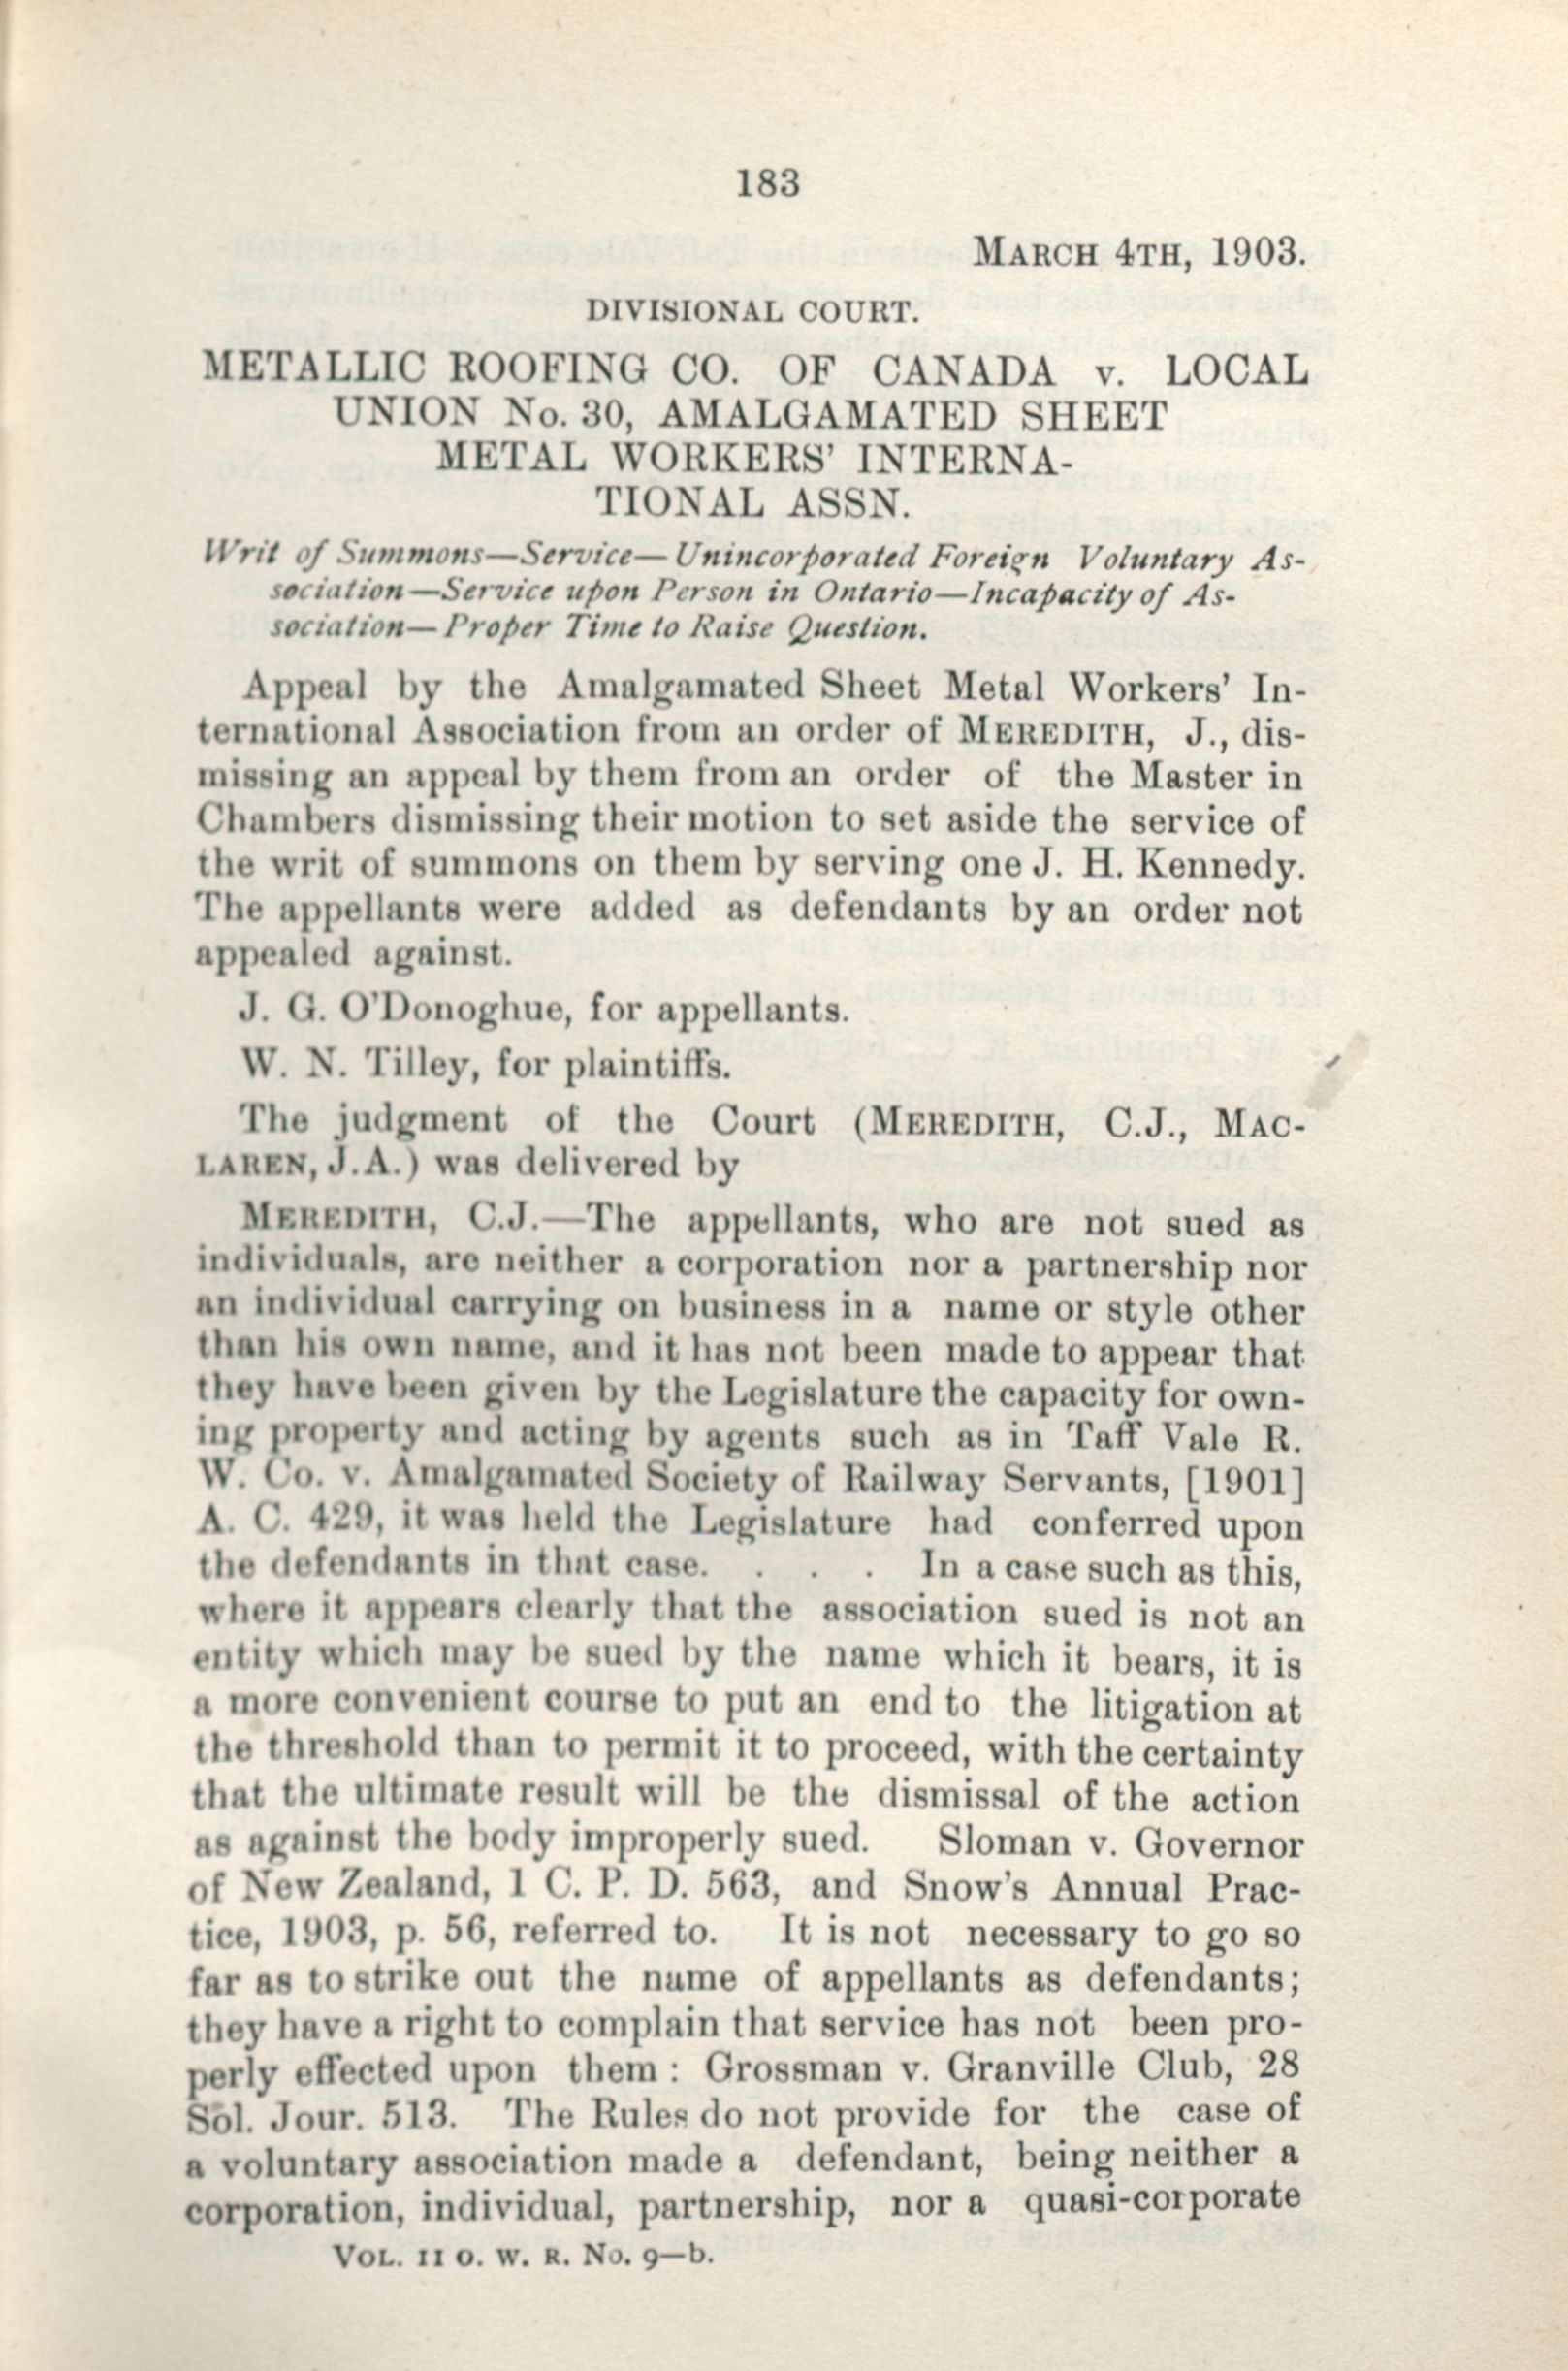 183
MARCH 4TH, 1903.
DIVISIONAL COURT.
METALLIC ROOFING CO. OF CANADA v. LOCAL
UNION No. 30, AMALGAMATED SHEET
METAL WORKERS' INTERNA-
TIONAL ASSN.
Writ of Summons—Service—Unincorporated Foreign Voluntary As-
sociation—Service upon Person in Ontario—Incapacity of As-
sociation—Proper Time to Raise Question.
Appeal by the Amalgamated Sheet Metal Workers' In-
ternational Association from an order of MEREDITH, J., dis-
missing an appeal by them from an order of the Master in
Chambers dismissing their motion to set aside the service of
the writ of summons on them by serving one J. H. Kennedy.
The appellants were added as defendants by an order not
appealed against.
J. G. O'Donoghue, for appellants.
W. N. Tilley, for plaintiffs.
The judgment of the Court (MEREDITH, C.J., MAC-
LAREN, J.A.) was delivered by
MEREDITH, C.J.—The appellants, who are not sued as
individuals, are neither a corporation nor a partnership nor
an individual carrying on business in a name or style other
than his own name, and it has not been made to appear that
they have been given by the Legislature the capacity for own-
ing property and acting by agents such as in Taff Vale R.
W. Co. v. Amalgamated Society of Railway Servants, [1901]
A. C. 429, it was held the Legislature had conferred upon
the defendants in that case. . . . In a case such as this,
where it appears clearly that the association sued is not an
entity which may be sued by the name which it bears, it is
a more convenient course to put an end to the litigation at
the threshold than to permit it to proceed, with the certainty
that the ultimate result will be the dismissal of the action
as against the body improperly sued. Sloman v. Governor
of New Zealand, 1 C. P. D. 563, and Snow's Annual Prac-
tice, 1903, p. 56, referred to. It is not necessary to go so
far as to strike out the name of appellants as defendants;
they have a right to complain that service has not been pro-
perly effected upon them: Grossman v. Granville Club, 28
Sol. Jour. 513. The Rules do not provide for the case of
a voluntary association made a defendant, being neither a
corporation, individual, partnership, nor a quasi-corporate
VOL. II O. W. R. No. 9—b.